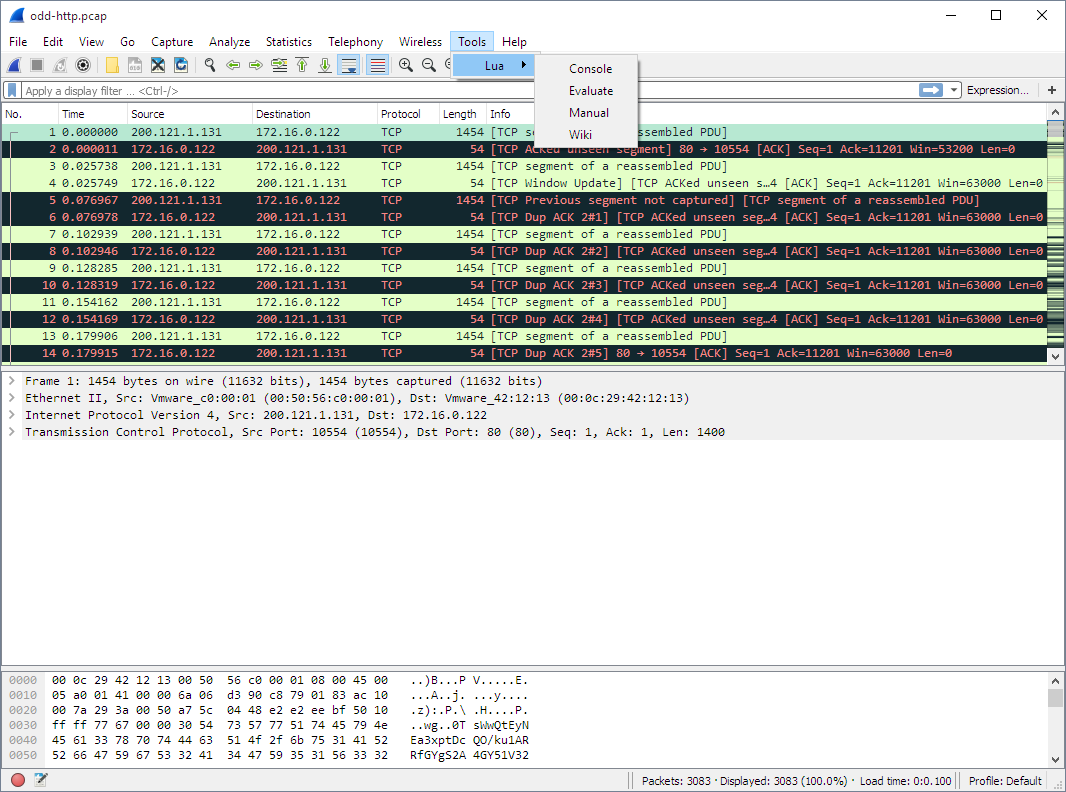 odd-http.pcap
File Edit View Go Capture Analyze Statistics Telephony Wireless Tools Help
Lua
Console
Evaluate
Manual
Wiki
Apply a display filter ... <Ctrl-/> Expression... +
No. Time Source Destination Protocol Length Info
1 0.000000 200.121.1.131 172.16.0.122 TCP 1454 [TCP se eassembled PDU]
2 0.000011 172.16.0.122 200.121.1.131 TCP 54 [TCP ACKed unseen segment] 80 → 10554 [ACK] Seq=1 Ack=11201 Win=53200 Len=0
3 0.025738 200.121.1.131 172.16.0.122 TCP 1454 [TCP segment of a reassembled PDU]
4 0.025749 172.16.0.122 200.121.1.131 TCP 54 [TCP Window Update] [TCP ACKed unseen s…4 [ACK] Seq=1 Ack=11201 Win=63000 Len=0
5 0.076967 200.121.1.131 172.16.0.122 TCP 1454 [TCP Previous segment not captured] [TCP segment of a reassembled PDU]
6 0.076978 172.16.0.122 200.121.1.131 TCP 54 [TCP Dup ACK 2#1] [TCP ACKed unseen seg…4 [ACK] Seq=1 Ack=11201 Win=63000 Len=0
7 0.102939 200.121.1.131 172.16.0.122 TCP 1454 [TCP segment of a reassembled PDU]
8 0.102946 172.16.0.122 200.121.1.131 TCP 54 [TCP Dup ACK 2#2] [TCP ACKed unseen seg…4 [ACK] Seq=1 Ack=11201 Win=63000 Len=0
9 0.128285 200.121.1.131 172.16.0.122 TCP 1454 [TCP segment of a reassembled PDU]
10 0.128319 172.16.0.122 200.121.1.131 TCP 54 [TCP Dup ACK 2#3] [TCP ACKed unseen seg…4 [ACK] Seq=1 Ack=11201 Win=63000 Len=0
11 0.154162 200.121.1.131 172.16.0.122 TCP 1454 [TCP segment of a reassembled PDU]
12 0.154169 172.16.0.122 200.121.1.131 TCP 54 [TCP Dup ACK 2#4] [TCP ACKed unseen seg…4 [ACK] Seq=1 Ack=11201 Win=63000 Len=0
13 0.179906 200.121.1.131 172.16.0.122 TCP 1454 [TCP segment of a reassembled PDU]
14 0.179915 172.16.0.122 200.121.1.131 TCP 54 [TCP Dup ACK 2#5] 80 → 10554 [ACK] Seq=1 Ack=11201 Win=63000 Len=0
Frame 1: 1454 bytes on wire (11632 bits), 1454 bytes captured (11632 bits)
Ethernet II, Src: Vmware_c0:00:01 (00:50:56:c0:00:01), Dst: Vmware_42:12:13 (00:0c:29:42:12:13)
Internet Protocol Version 4, Src: 200.121.1.131, Dst: 172.16.0.122
Transmission Control Protocol, Src Port: 10554 (10554), Dst Port: 80 (80), Seq: 1, Ack: 1, Len: 1400
0000 00 0c 29 42 12 13 00 50 56 c0 00 01 08 00 45 00 ..)B...P V.....E.
0010 05 a0 01 41 00 00 6a 06 d3 90 c8 79 01 83 ac 10 ...A..j. ...y....
0020 00 7a 29 3a 00 50 a7 5c 04 48 e2 e2 ee bf 50 10 .z):.P.\ .H....P.
0030 ff ff 77 67 00 00 30 54 73 57 77 51 74 45 79 4e ..wg..0T sWwQtEyN
0040 45 61 33 78 70 74 44 63 51 4f 2f 6b 75 31 41 52 Ea3xptDc QO/ku1AR
0050 52 66 47 59 67 53 32 41 34 47 59 35 31 56 33 32 RfGYgS2A 4GY51V32
Packets: 3083 · Displayed: 3083 (100.0%) · Load time: 0:0.100 Profile: Default